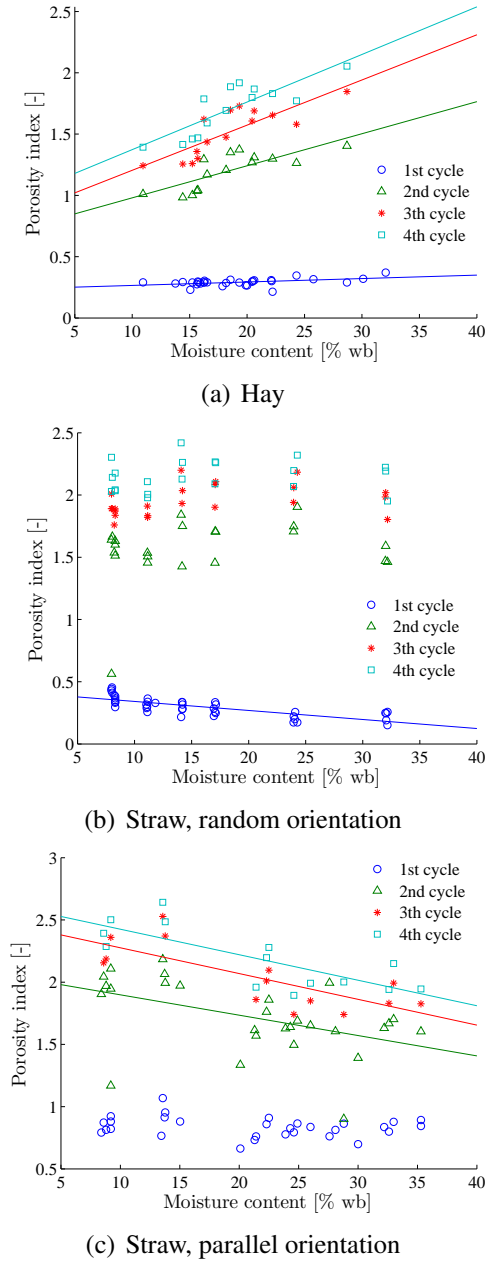 2.5
2
1.5
1
0.5
0
Porosity index [-]
1st cycle
2nd cycle
3th cycle
4th cycle
5 10 15 20 25 30 35 40
Moisture content [% wb]
(a) Hay
2.5
2
1.5
1
0.5
0
Porosity index [-]
1st cycle
2nd cycle
3th cycle
4th cycle
5 10 15 20 25 30 35 40
Moisture content [% wb]
(b) Straw, random orientation
3
2.5
2
1.5
1
0.5
Porosity index [-]
1st cycle
2nd cycle
3th cycle
4th cycle
5 10 15 20 25 30 35 40
Moisture content [% wb]
(c) Straw, parallel orientation